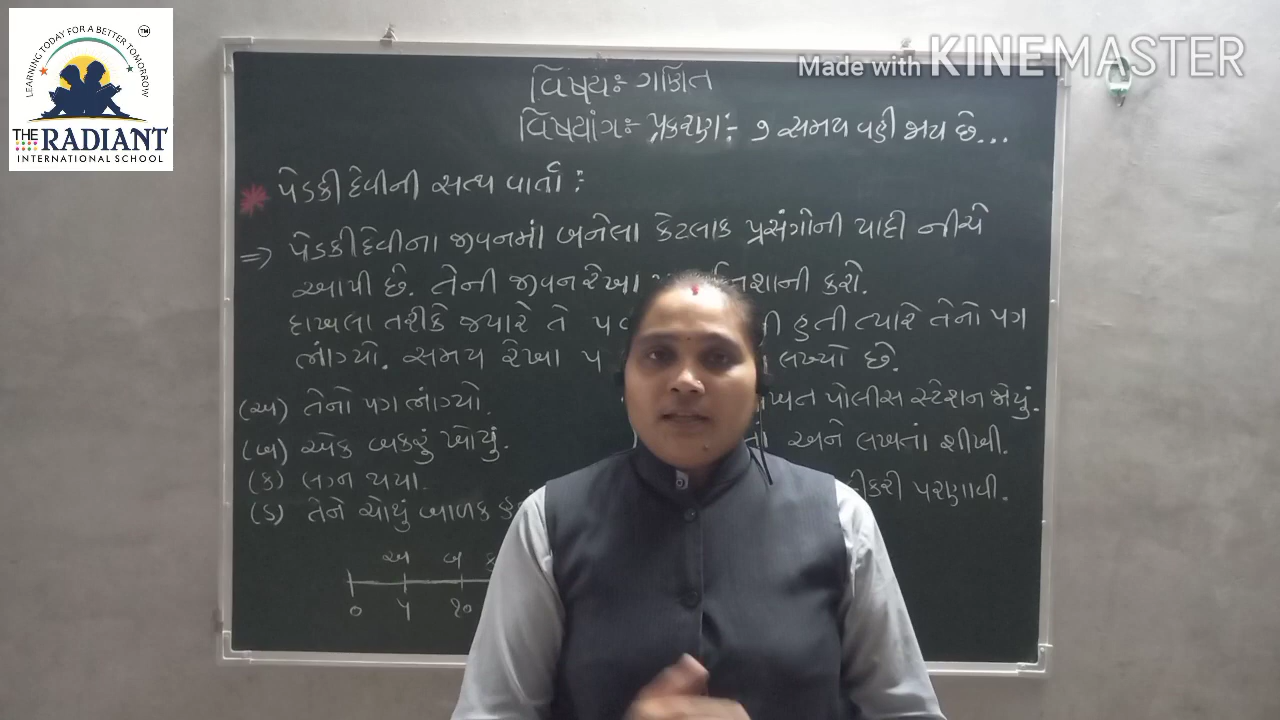 LEARNING TODAY FOR A BETTER TOMORROW
TM
THE RADIANT
INTERNATIONAL SCHOOL
Made with KINEMASTER
વિષય:- ગણિત
વિષયાંગ:- પ્રકરણ:- ૭ સમય વહી જાય છે...
* પેડકીદેવીની સત્ય વાર્તા :
⇒ પેડકીદેવીના જીવનમાં બનેલા કેટલાક પ્રસંગોની યાદી નીચે
આપી છે. તેની જીવનરેખા કરો.
દાખલા તરીકે જ્યારે તે હતી ત્યારે તેનો પગ
ભાંગ્યો. સમય રેખા લખ્યો છે.
(અ) તેનો પગ ભાંગ્યો. પોલીસ સ્ટેશન જોયું.
(બ) એક બકરું ખોયું. અને લખતાં શીખી.
(ક) લગ્ન થયા. પરણાવી.
(ડ) તેને ચોથું બાળક
અ બ
૦ ૫ ૧૦